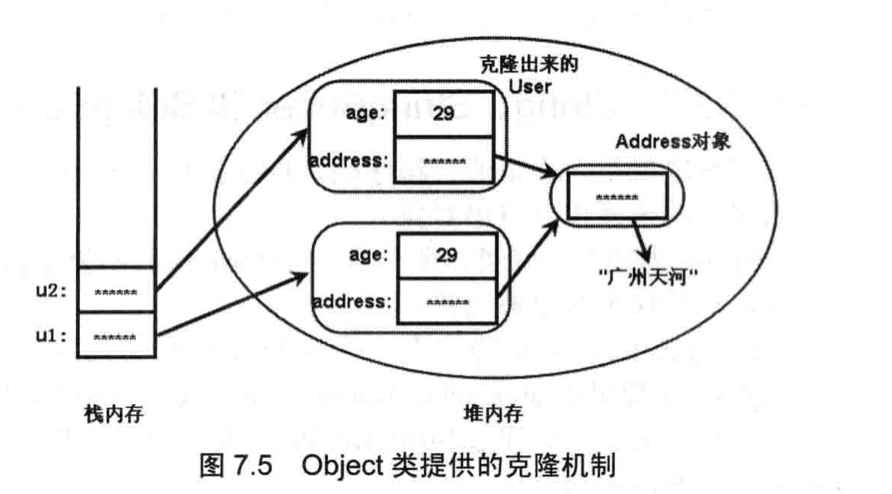 克隆出来的
User
age: 29
address: ******
Address对象
******
age: 29
"广州天河"
address: ******
u2: ******
u1: ******
栈内存 堆内存
图 7.5 Object 类提供的克隆机制